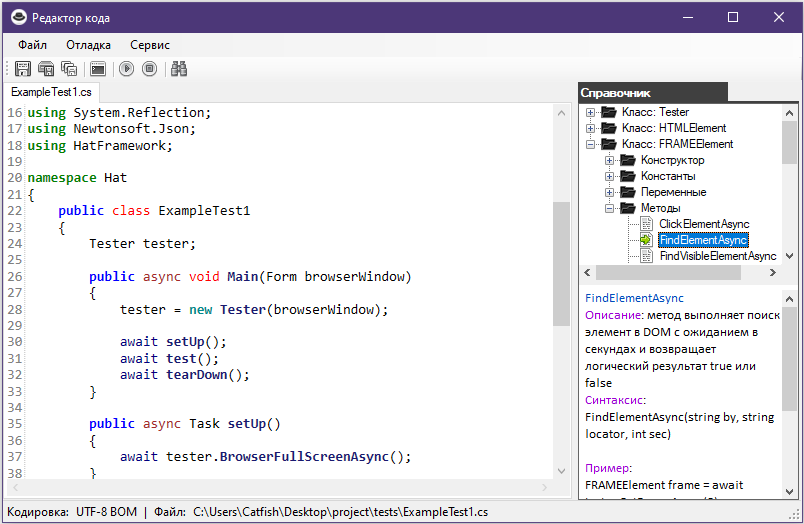 Редактор кода
Файл Отладка Сервис
ExampleTest1.cs
16 using System.Reflection;
17 using Newtonsoft.Json;
18 using HatFramework;
19
20 namespace Hat
21 {
22 public class ExampleTest1
23 {
24 Tester tester;
25
26 public async void Main(Form browserWindow)
27 {
28 tester = new Tester(browserWindow);
29
30 await setUp();
31 await test();
32 await tearDown();
33 }
34
35 public async Task setUp()
36 {
37 await tester.BrowserFullScreenAsync();
38 }
Справочник
Класс: Tester
Класс: HTMLElement
Класс: FRAMEElement
Конструктор
Константы
Переменные
Методы
ClickElementAsync
FindElementAsync
FindVisibleElementAsync
FindElementAsync
Описание: метод выполняет поиск
элемент в DOM с ожиданием в
секундах и возвращает
логический результат true или
false
Синтаксис:
FindElementAsync(string by, string
locator, int sec)
Пример:
FRAMEElement frame = await
Кодировка: UTF-8 BOM | Файл: C:\Users\Catfish\Desktop\project\tests\ExampleTest1.cs